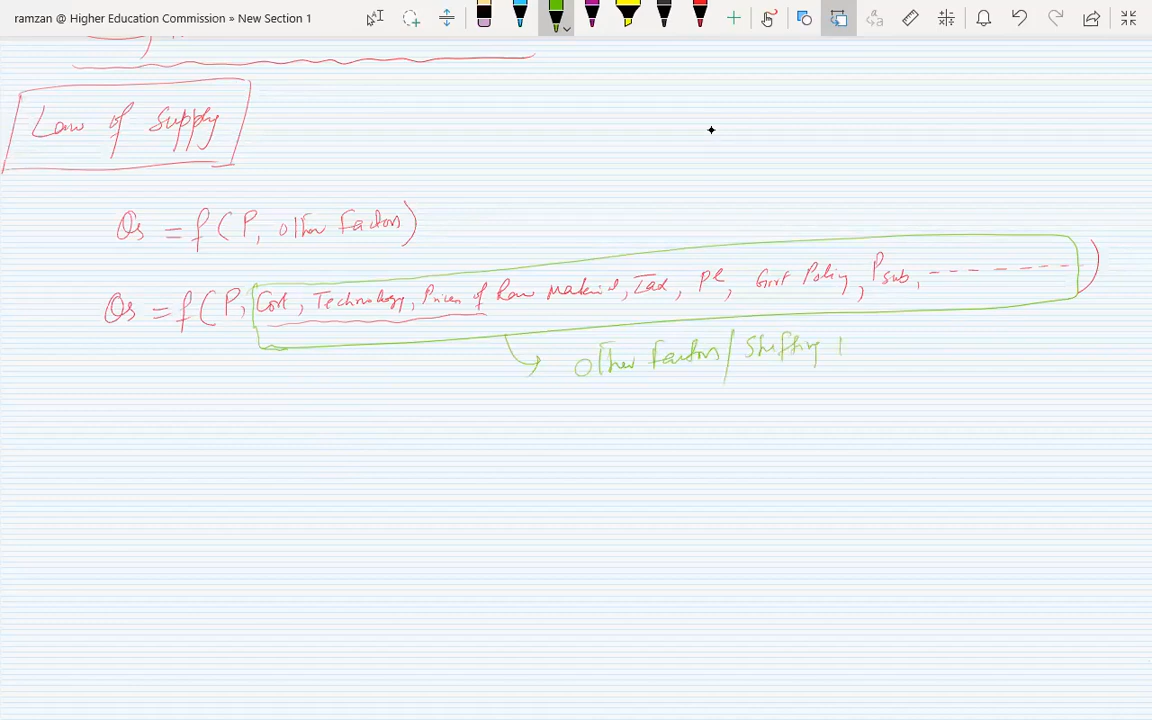 ramzan @ Higher Education Commission » New Section 1
Law of Supply
Qs = f(P, other factors)
Qs = f(P, Cost, Technology, Prices of Raw Material, Tax, Pe, Govt Policy, Psub, --------)
other factors/Shifting